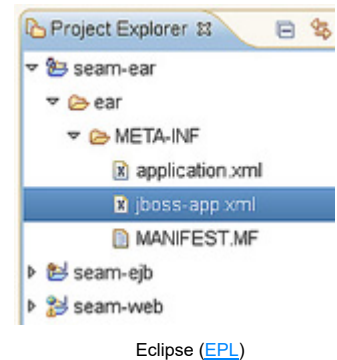 Project Explorer
seam-ear
ear
META-INF
application.xml
jboss-app.xml
MANIFEST.MF
seam-ejb
seam-web
Eclipse (EPL)